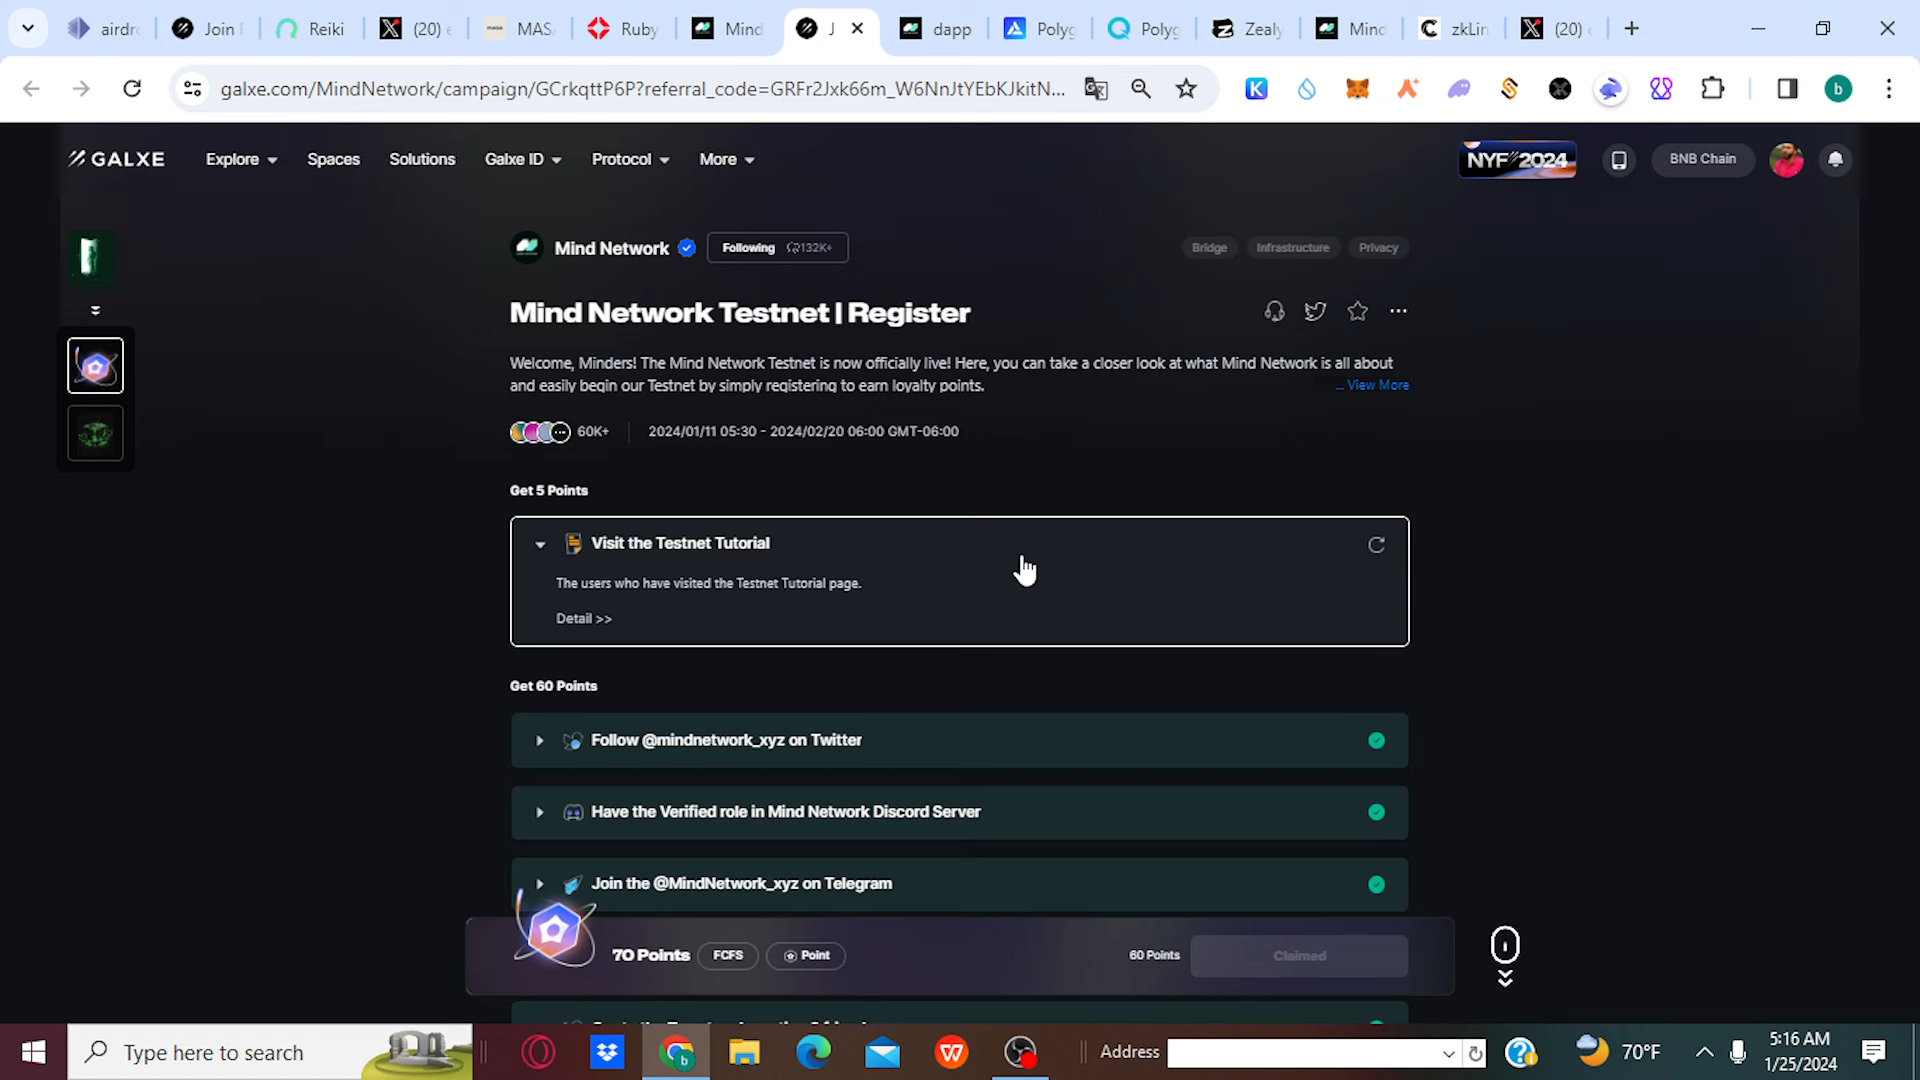 airdr
Join
Reiki
(20)
MAS
Ruby
Mind
J
dapp
Polyg
Polyg
Zealy
Mind
zkLin
(20)
galxe.com/MindNetwork/campaign/GCrkqttP6P?referral_code=GRFr2Jxk66m_W6NnJtYEbKJkitN...
b
GALXE
Explore
Spaces
Solutions
Galxe ID
Protocol
More
NYF 2024
BNB Chain
Mind Network
Following 132K+
Bridge
Infrastructure
Privacy
Mind Network Testnet | Register
Welcome, Minders! The Mind Network Testnet is now officially live! Here, you can take a closer look at what Mind Network is all about
and easily begin our Testnet by simply registering to earn loyalty points.
... View More
60K+
2024/01/11 05:30 - 2024/02/20 06:00 GMT-06:00
Get 5 Points
Visit the Testnet Tutorial
The users who have visited the Testnet Tutorial page.
Detail >>
Get 60 Points
Follow @mindnetwork_xyz on Twitter
Have the Verified role in Mind Network Discord Server
Join the @MindNetwork_xyz on Telegram
70 Points
FCFS
Point
60 Points
Claimed
Type here to search
Address
70°F
5:16 AM
1/25/2024